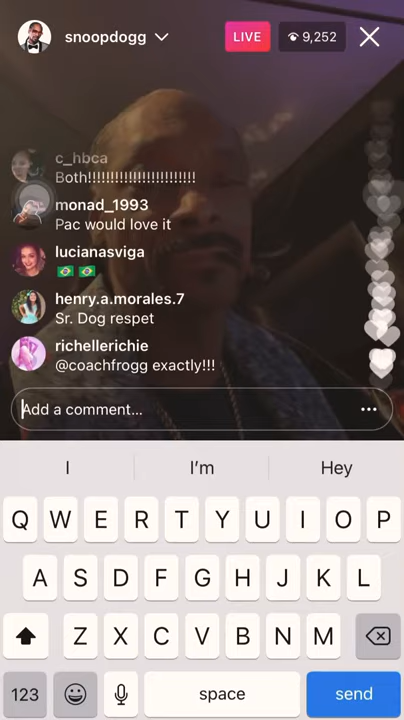 snoopdogg
LIVE
9,252
c_hbca
Both!!!!!!!!!!!!!!!!!!!!!!!!!
monad_1993
Pac would love it
lucianasviga
🇧🇷 🇧🇷
henry.a.morales.7
Sr. Dog respet
richellerichie
@coachfrogg exactly!!!
Add a comment...
I I'm Hey
Q W E R T Y U I O P
A S D F G H J K L
Z X C V B N M
123 space send